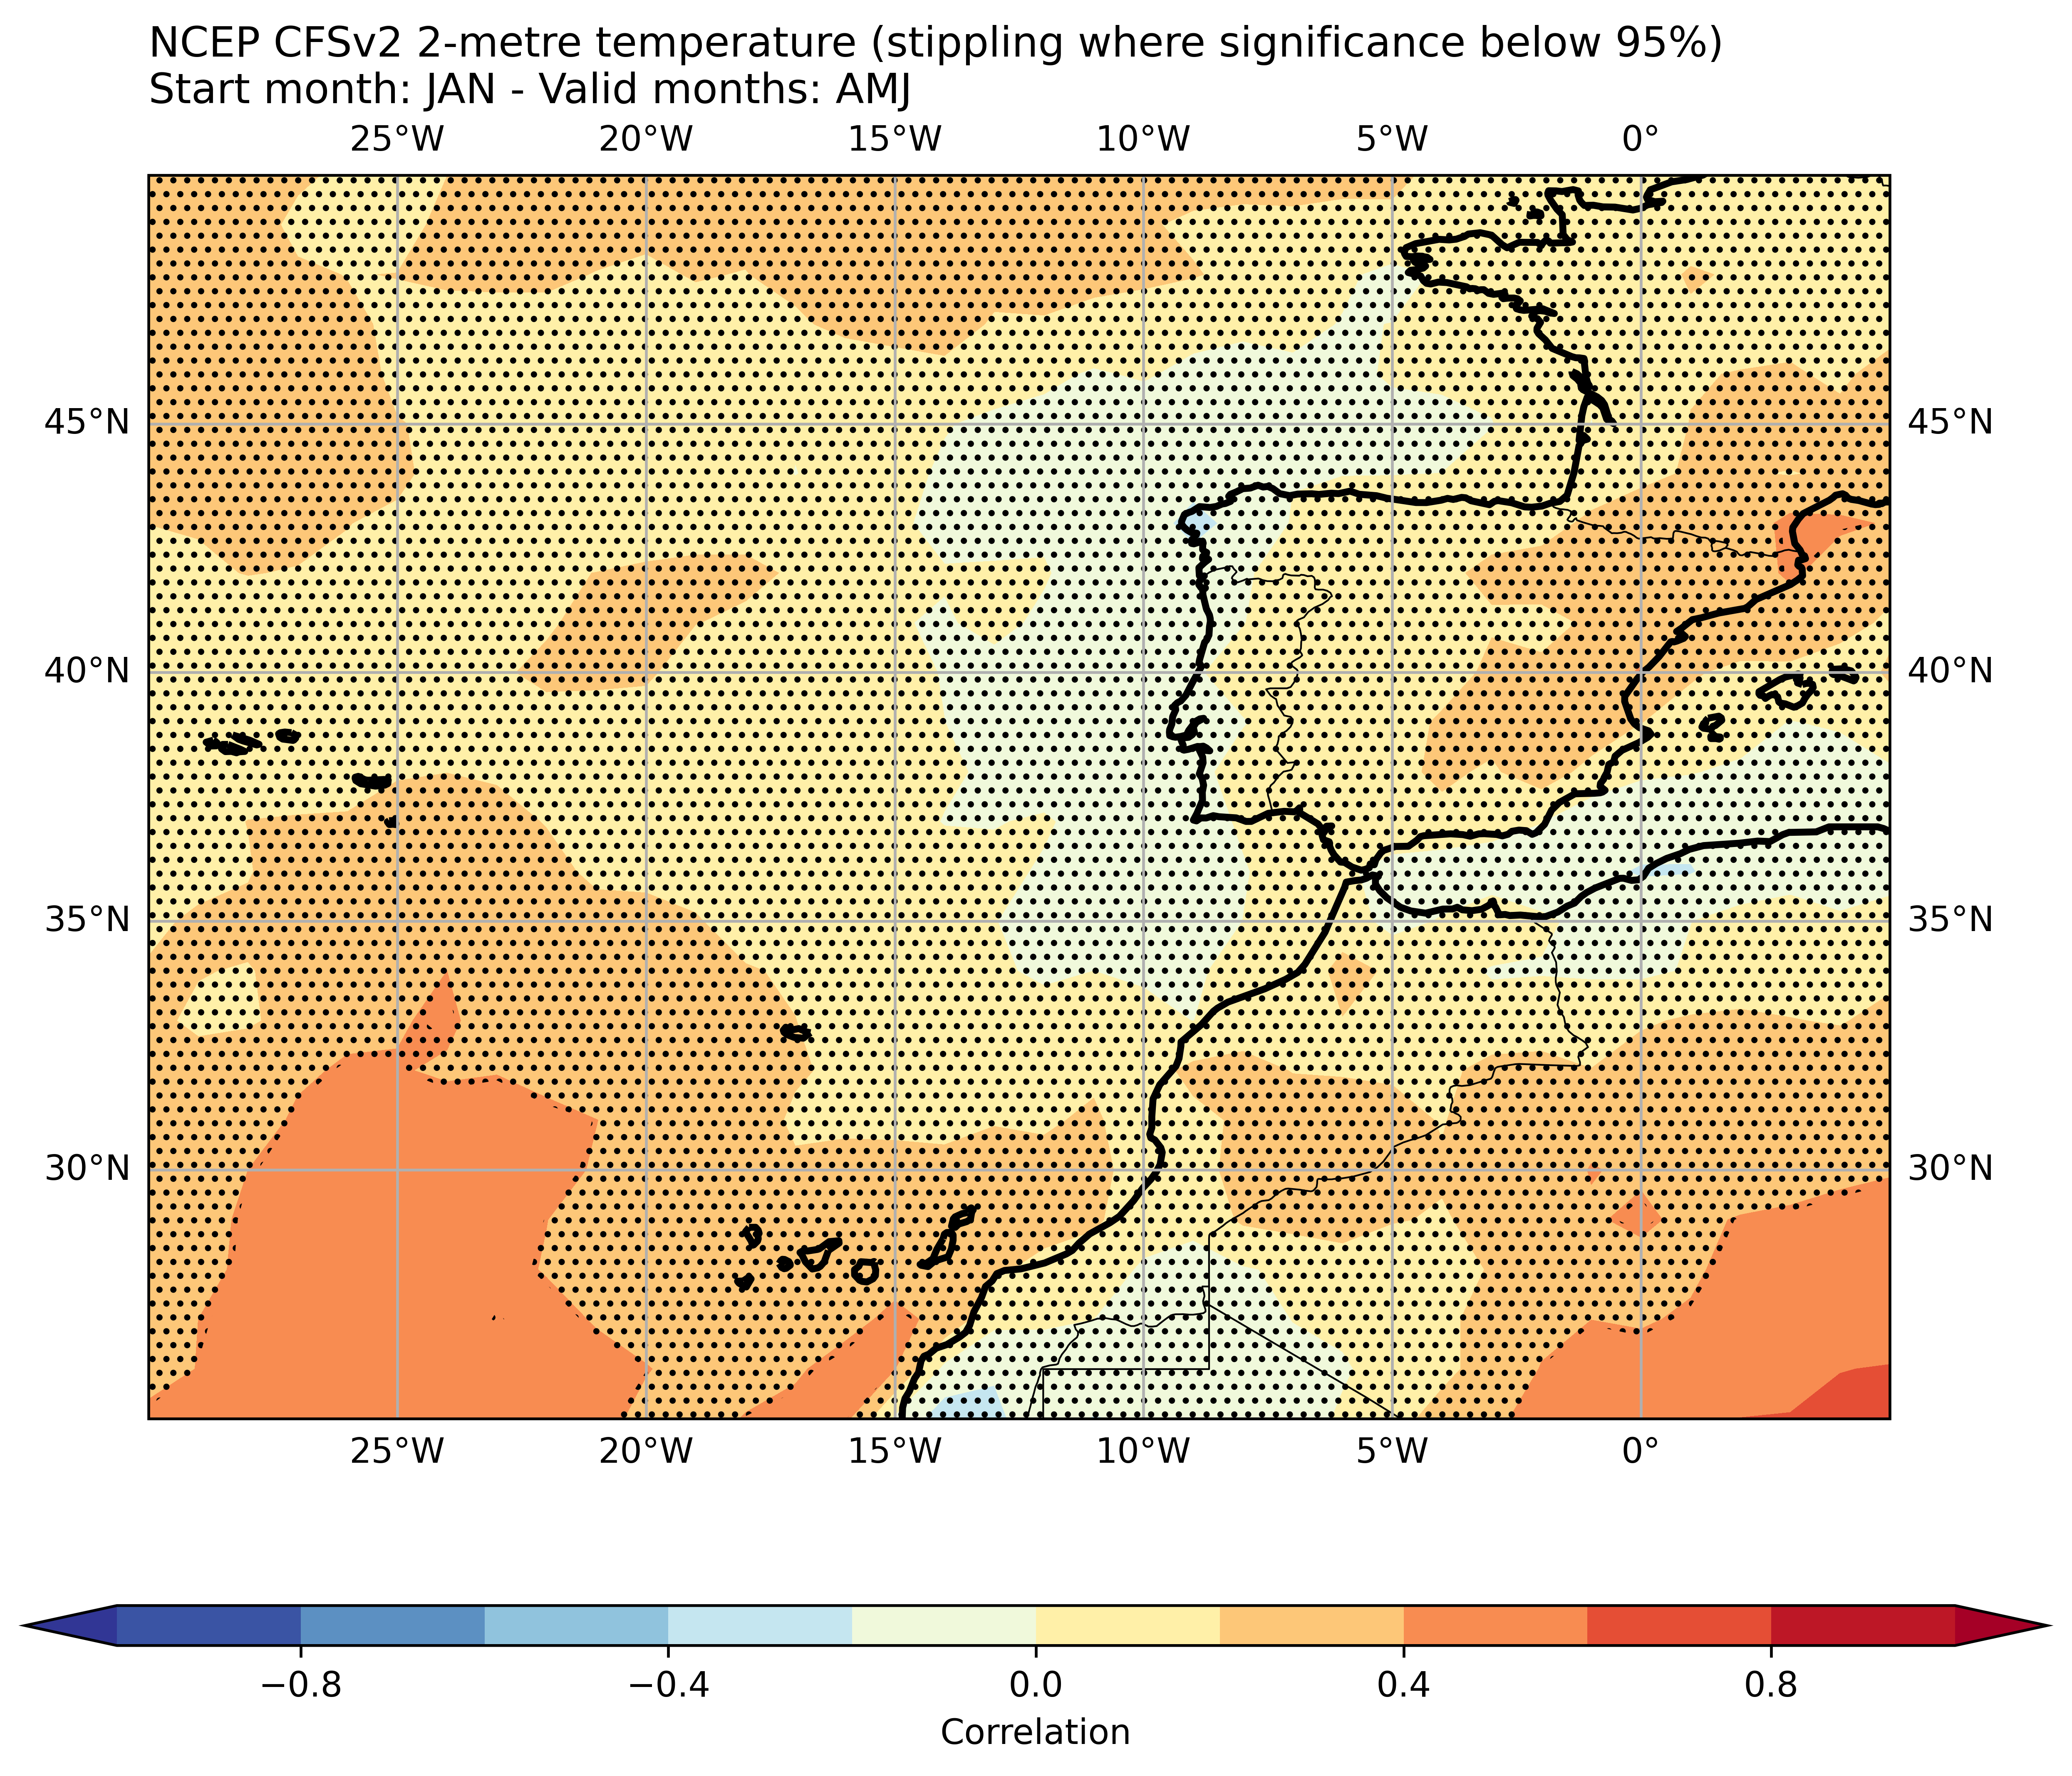 NCEP CFSv2 2-metre temperature (stippling where significance below 95%)
Start month: JAN - Valid months: AMJ
25°W 20°W 15°W 10°W 5°W 0°
45°N 45°N
40°N 40°N
35°N 35°N
30°N 30°N
25°W 20°W 15°W 10°W 5°W 0°
−0.8 −0.4 0.0 0.4 0.8
Correlation